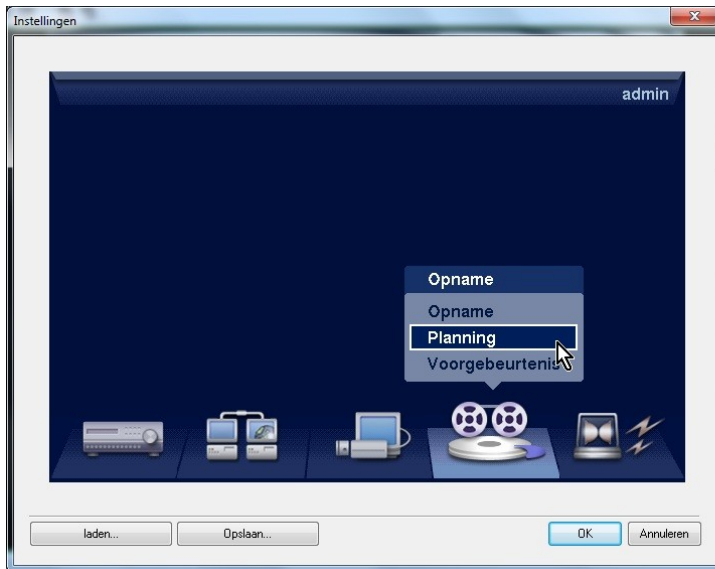 Instellingen
admin
Opname
Opname
Planning
Voorgebeurtenis
laden...
Opslaan...
OK
Annuleren